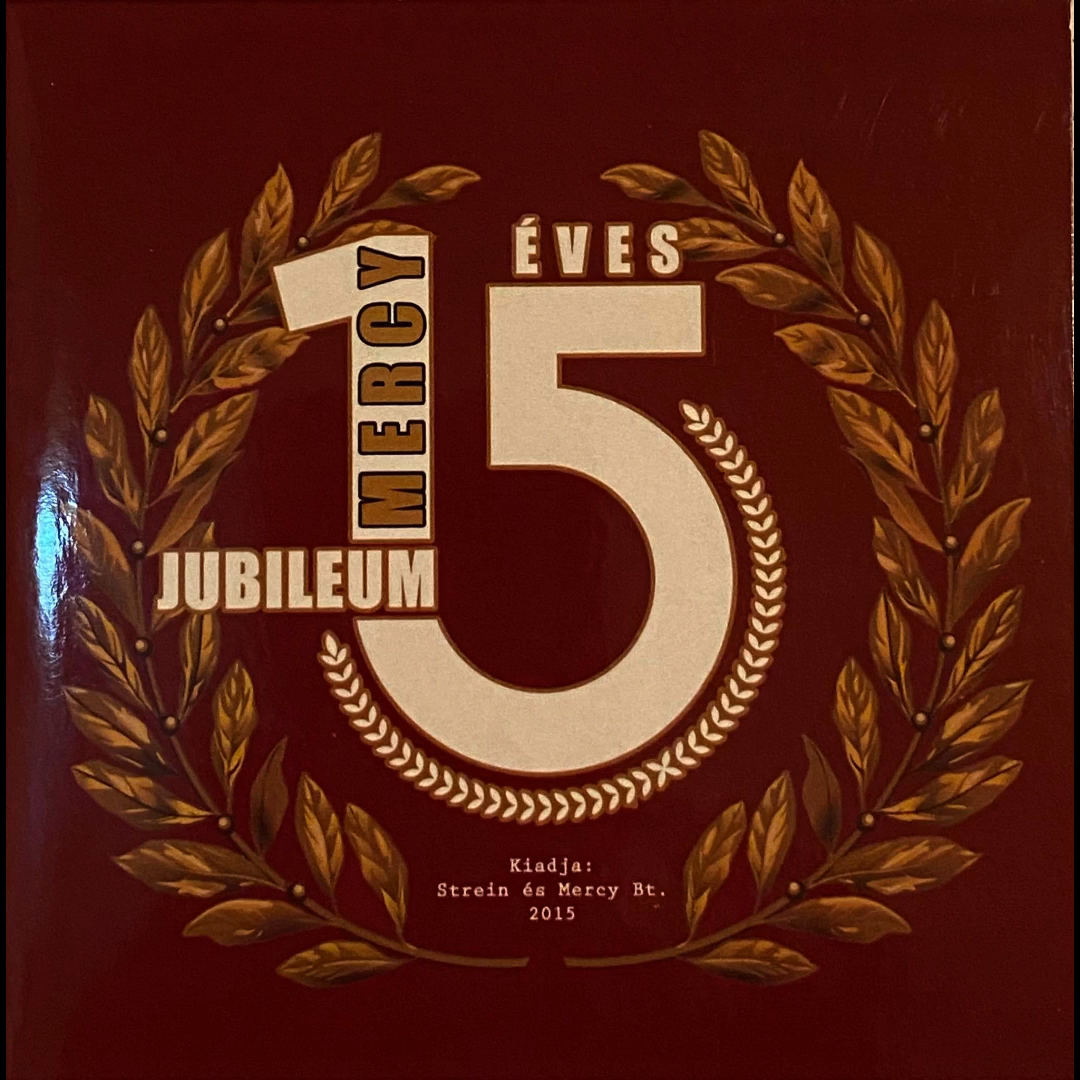 15
MERCY
ÉVES
JUBILEUM
Kiadja:
Strein és Mercy Bt.
2015